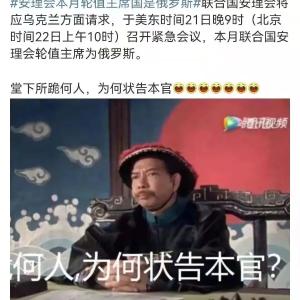 #安理会本月轮值主席国是俄罗斯#联合国安理会将
应乌克兰方面请求，于美东时间21日晚9时（北京
时间22日上午10时）召开紧急会议，本月联合国安
理会轮值主席为俄罗斯。
堂下所跪何人，为何状告本官
腾讯视频
何人,为何状告本官?